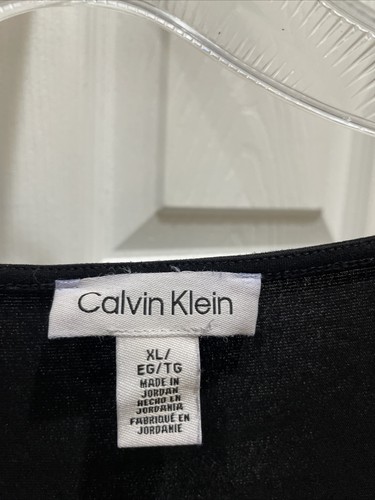 Calvin Klein
XL/
EG/TG
MADE IN
JORDAN
HECHO EN
JORDANIA
FABRIQUÉ EN
JORDANIE